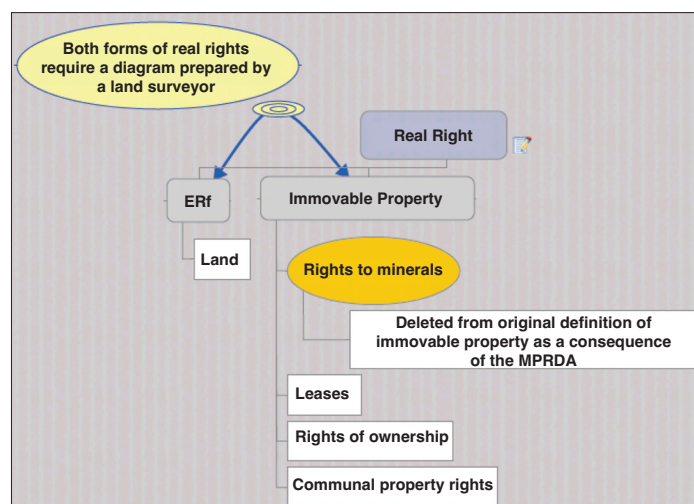 Both forms of real rights
require a diagram prepared by
a land surveyor
Real Right
ERf
Immovable Property
Land
Rights to minerals
Deleted from original definition of
immovable property as a consequence
of the MPRDA
Leases
Rights of ownership
Communal property rights